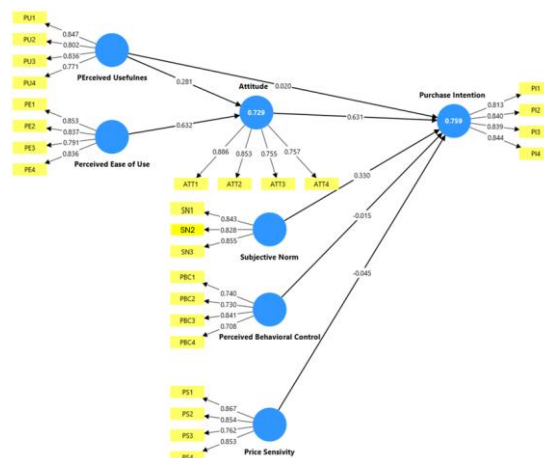 PU1
PU2
PU3
PU4
0.847
0.802
0.836
0.771
PErceived Usefulnes
0.281
0.020
PE1
PE2
PE3
PE4
0.853
0.837
0.791
0.836
Perceived Ease of Use
0.632
Attitude
0.729
0.631
0.886
0.853
0.755
0.757
ATT1
ATT2
ATT3
ATT4
Purchase Intention
0.759
0.813
0.840
0.839
0.844
PI1
PI2
PI3
PI4
SN1
SN2
SN3
0.843
0.828
0.855
Subjective Norm
0.330
PBC1
PBC2
PBC3
PBC4
0.740
0.730
0.841
0.708
Perceived Behavioral Control
-0.015
-0.045
PS1
PS2
PS3
PS4
0.867
0.854
0.762
0.853
Price Sensivity